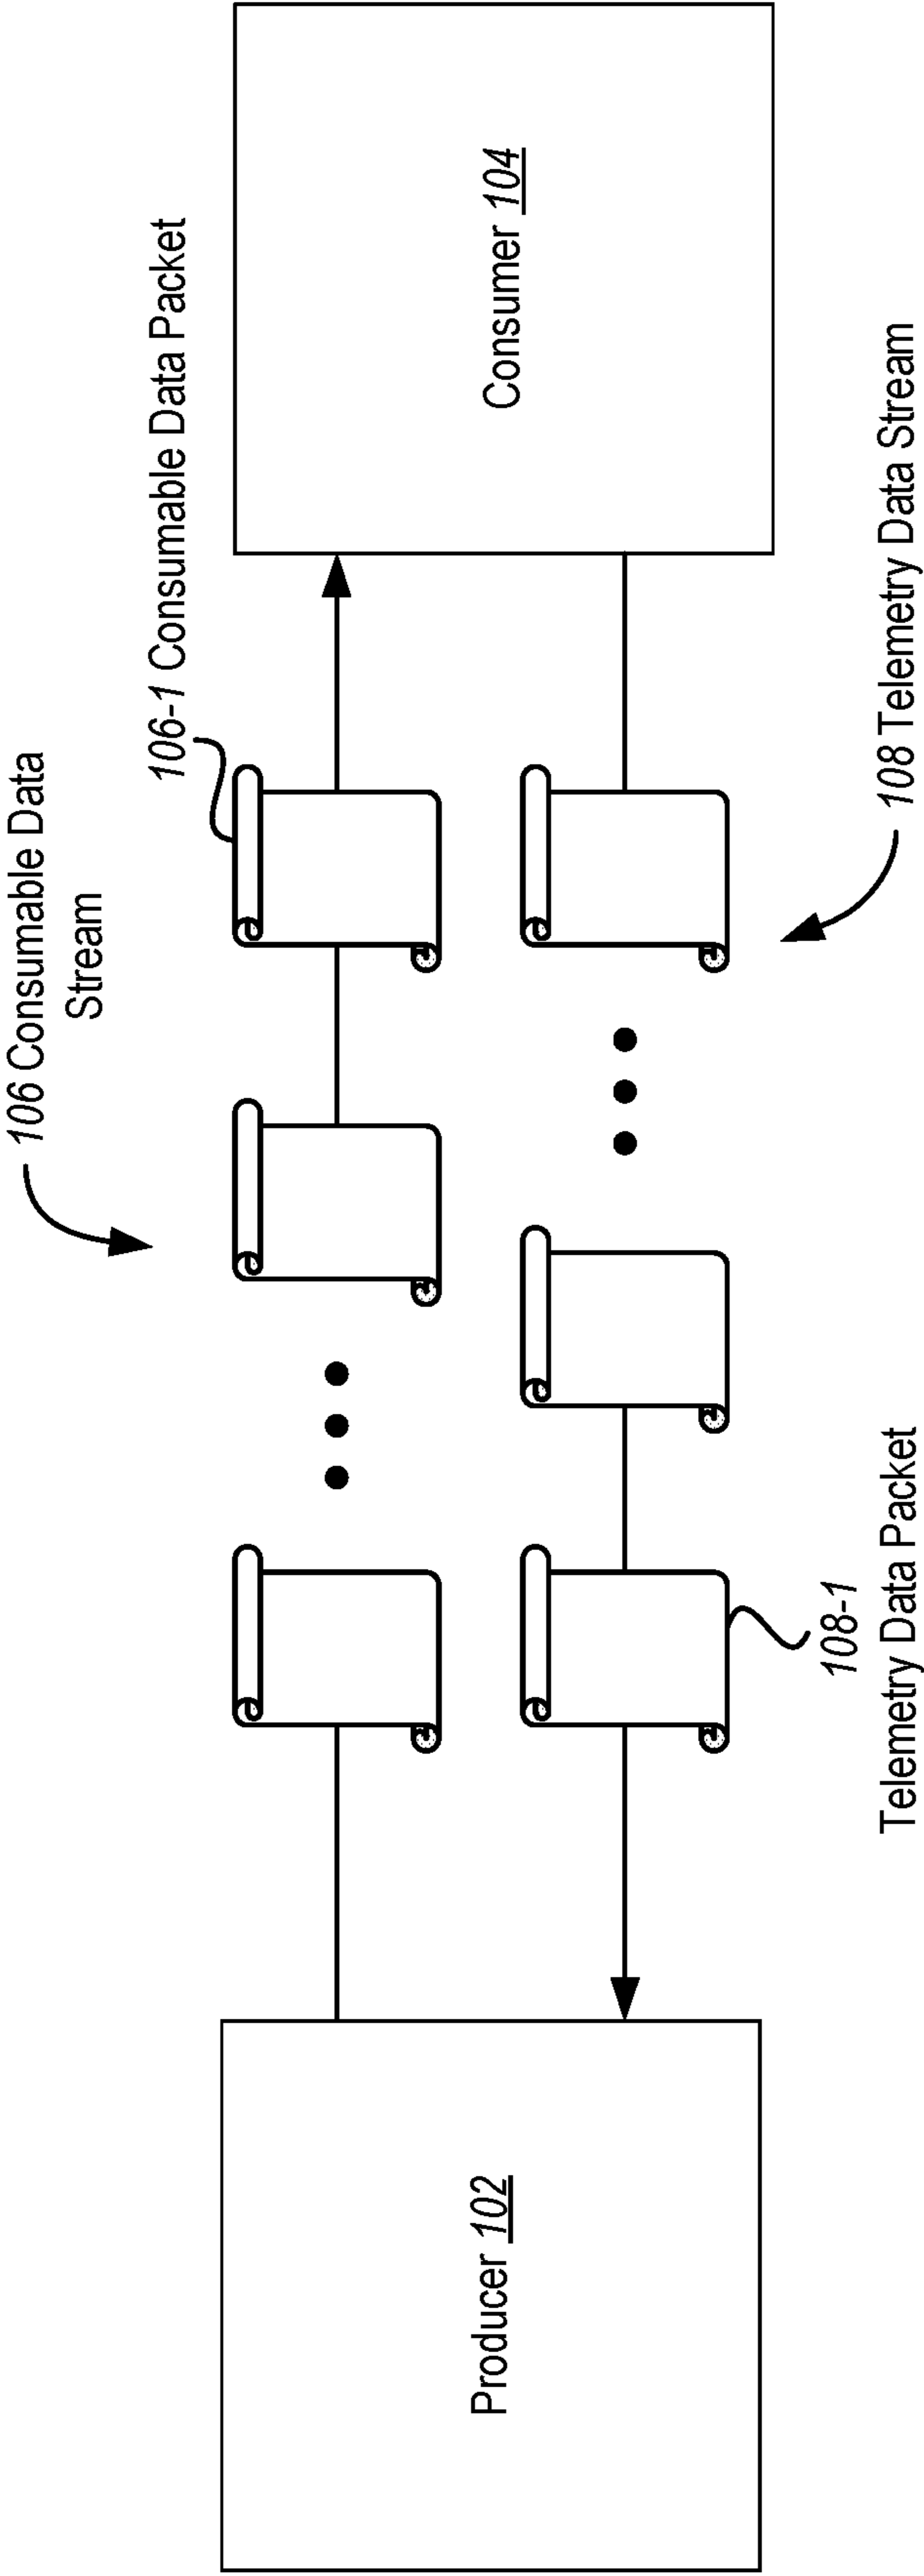 106 Consumable Data
Stream
106-1 Consumable Data Packet
Producer 102
Consumer 104
108-1
Telemetry Data Packet
108 Telemetry Data Stream